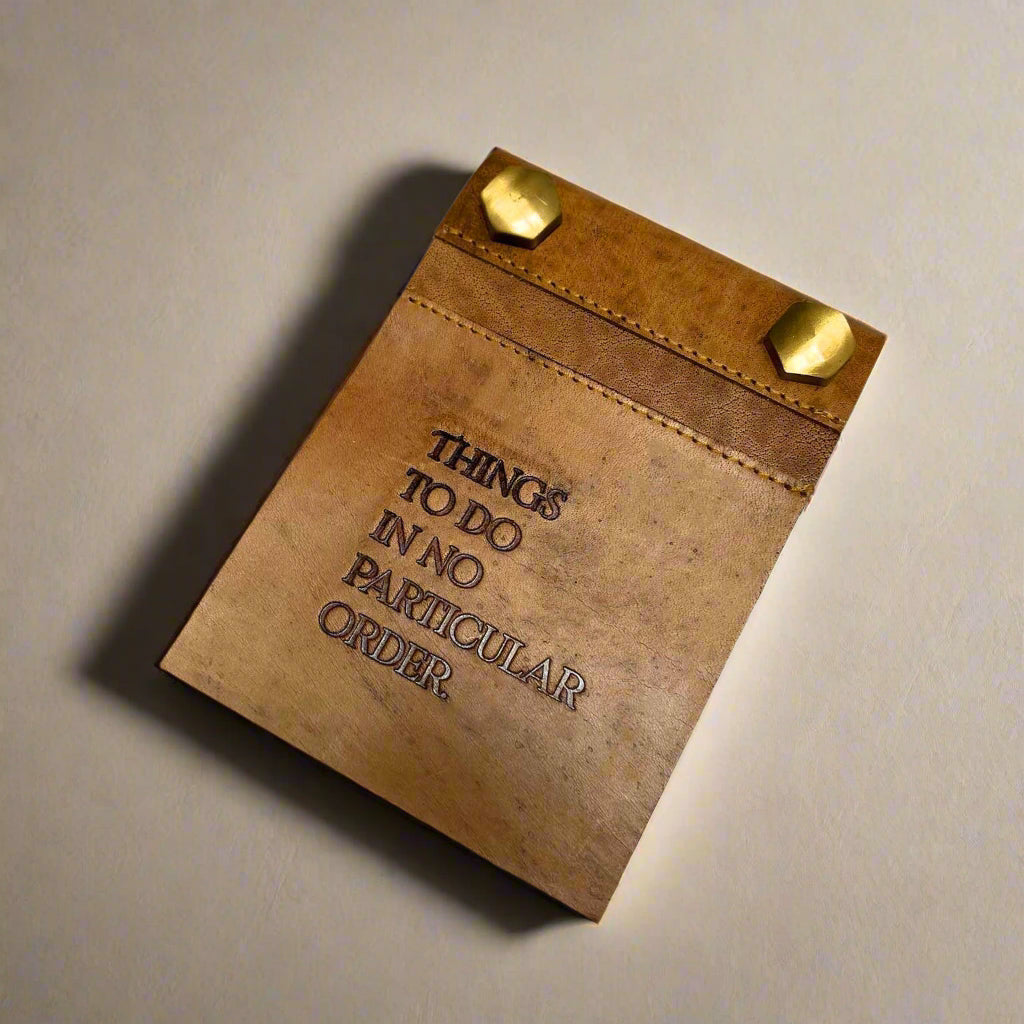 THINGS
TO DO
IN NO
PARTICULAR
ORDER.